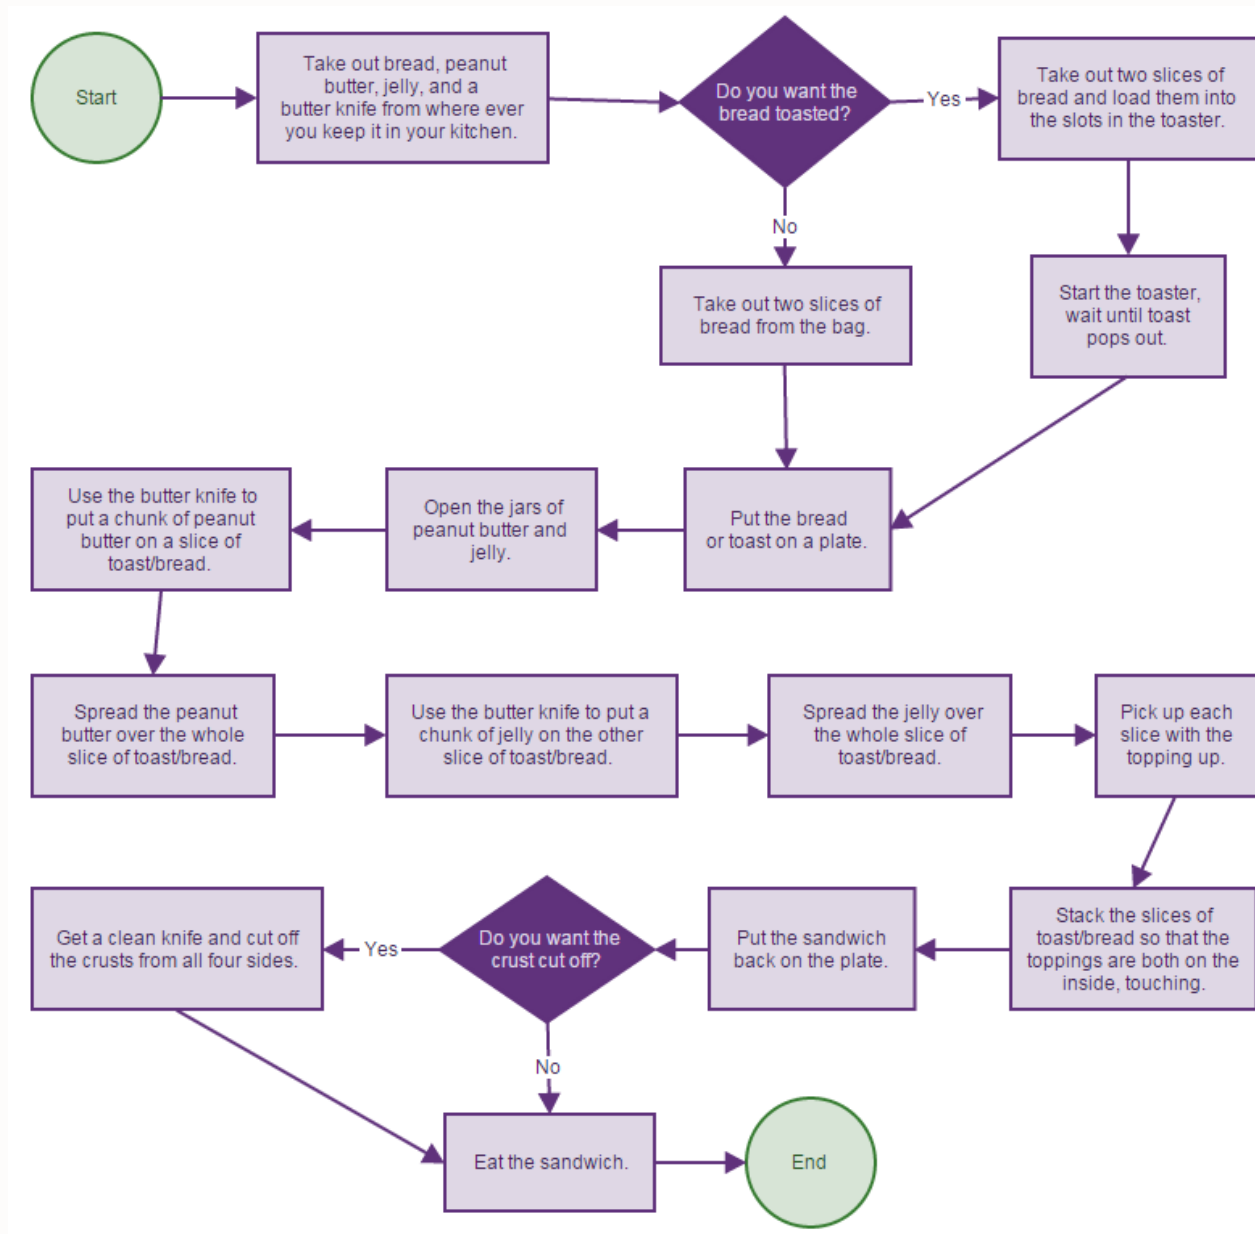 Start
Take out bread, peanut
butter, jelly, and a
butter knife from where ever
you keep it in your kitchen.
Do you want the
bread toasted?
Yes
Take out two slices of
bread and load them into
the slots in the toaster.
No
Take out two slices of
bread from the bag.
Start the toaster,
wait until toast
pops out.
Put the bread
or toast on a plate.
Open the jars of
peanut butter and
jelly.
Use the butter knife to
put a chunk of peanut
butter on a slice of
toast/bread.
Spread the peanut
butter over the whole
slice of toast/bread.
Use the butter knife to put a
chunk of jelly on the other
slice of toast/bread.
Spread the jelly over
the whole slice of
toast/bread.
Pick up each
slice with the
topping up.
Stack the slices of
toast/bread so that the
toppings are both on the
inside, touching.
Put the sandwich
back on the plate.
Do you want the
crust cut off?
Yes
Get a clean knife and cut off
the crusts from all four sides.
No
Eat the sandwich.
End